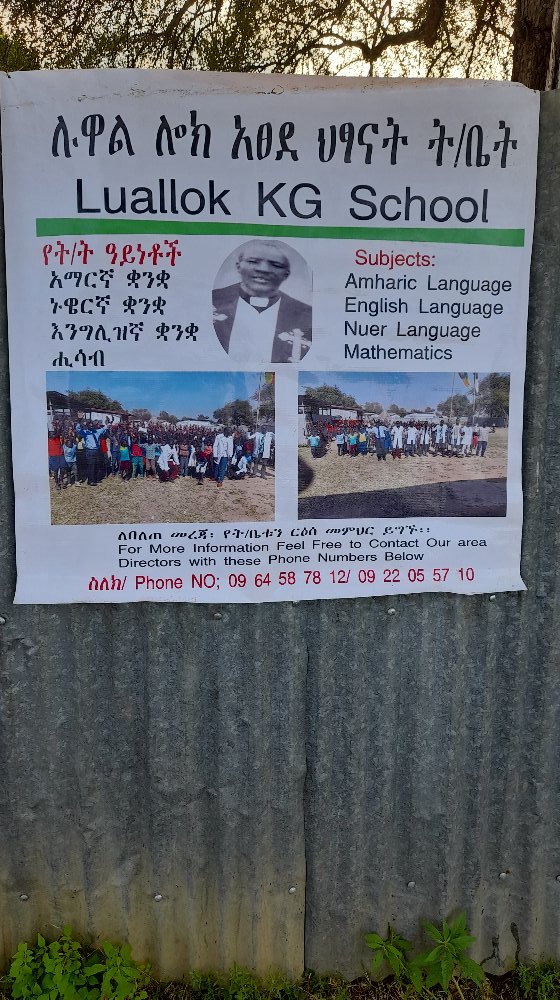 ሉዋል ሎክ አፀደ ህፃናት ት/ቤት
Luallok KG School
የት/ት ዓይነቶች
አማርኛ ቋንቋ
ኑዌርኛ ቋንቋ
እንግሊዝኛ ቋንቋ
ሒሳብ
Subjects:
Amharic Language
English Language
Nuer Language
Mathematics
ለበለጠ መረጃ፡ የት/ቤቱን ርዕሰ መምህር ይግኙ፡፡
For More Information Feel Free to Contact Our area
Directors with these Phone Numbers Below
ስልክ/ Phone NO; 09 64 58 78 12/ 09 22 05 57 10